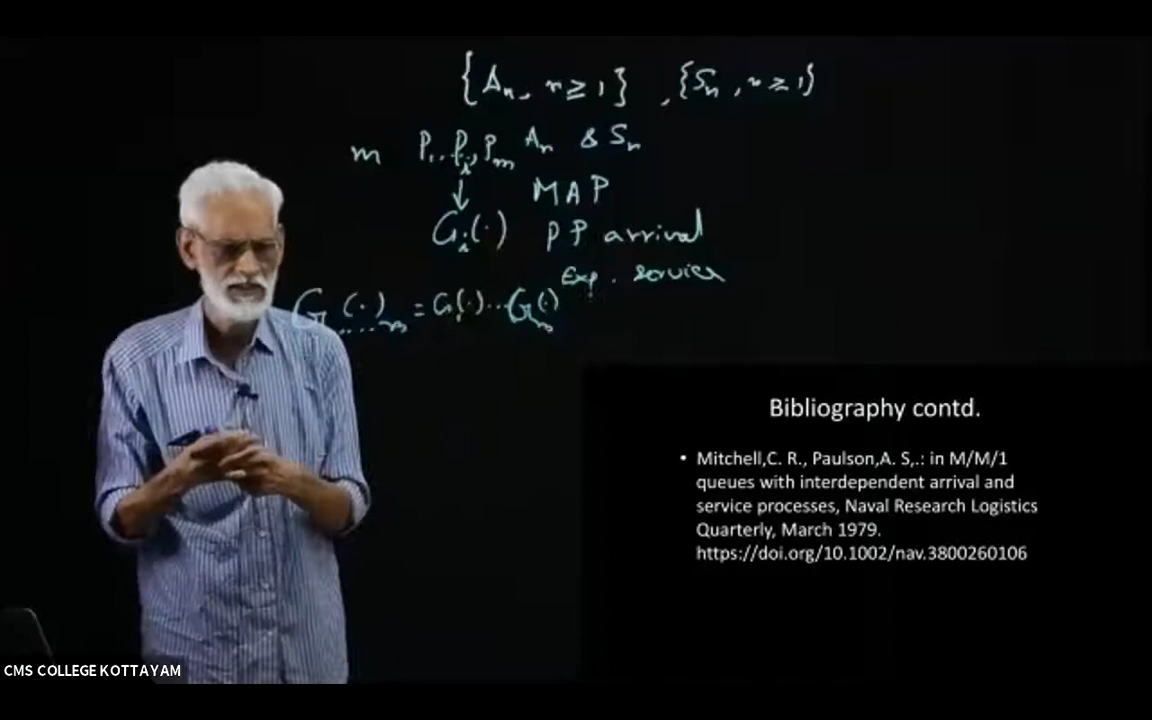 {Aₙ, n ≥ 1} , {Sₙ, n ≥ 1}
m P₁..Pᵢ, Pₘ Aₙ & Sₙ
↓ MAP
Gᵢ(·) PP arrival
Exp. service
G (·) = G₁(·)...Gₘ(·)
Bibliography contd.
• Mitchell,C. R., Paulson,A. S,.: in M/M/1
queues with interdependent arrival and
service processes, Naval Research Logistics
Quarterly, March 1979.
https://doi.org/10.1002/nav.3800260106
CMS COLLEGE KOTTAYAM